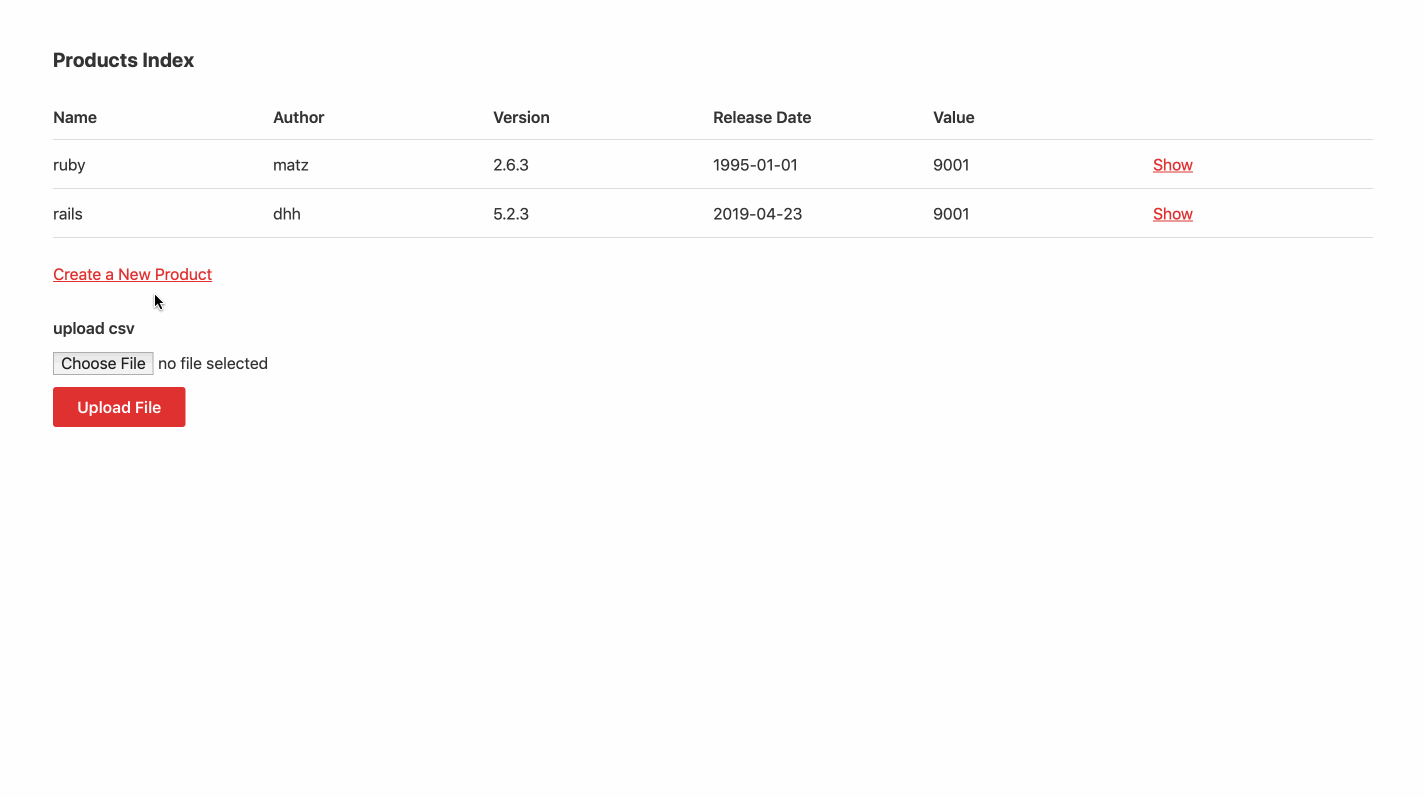 Products Index
Name Author Version Release Date Value
ruby matz 2.6.3 1995-01-01 9001 Show
rails dhh 5.2.3 2019-04-23 9001 Show
Create a New Product
upload csv
Choose File no file selected
Upload File